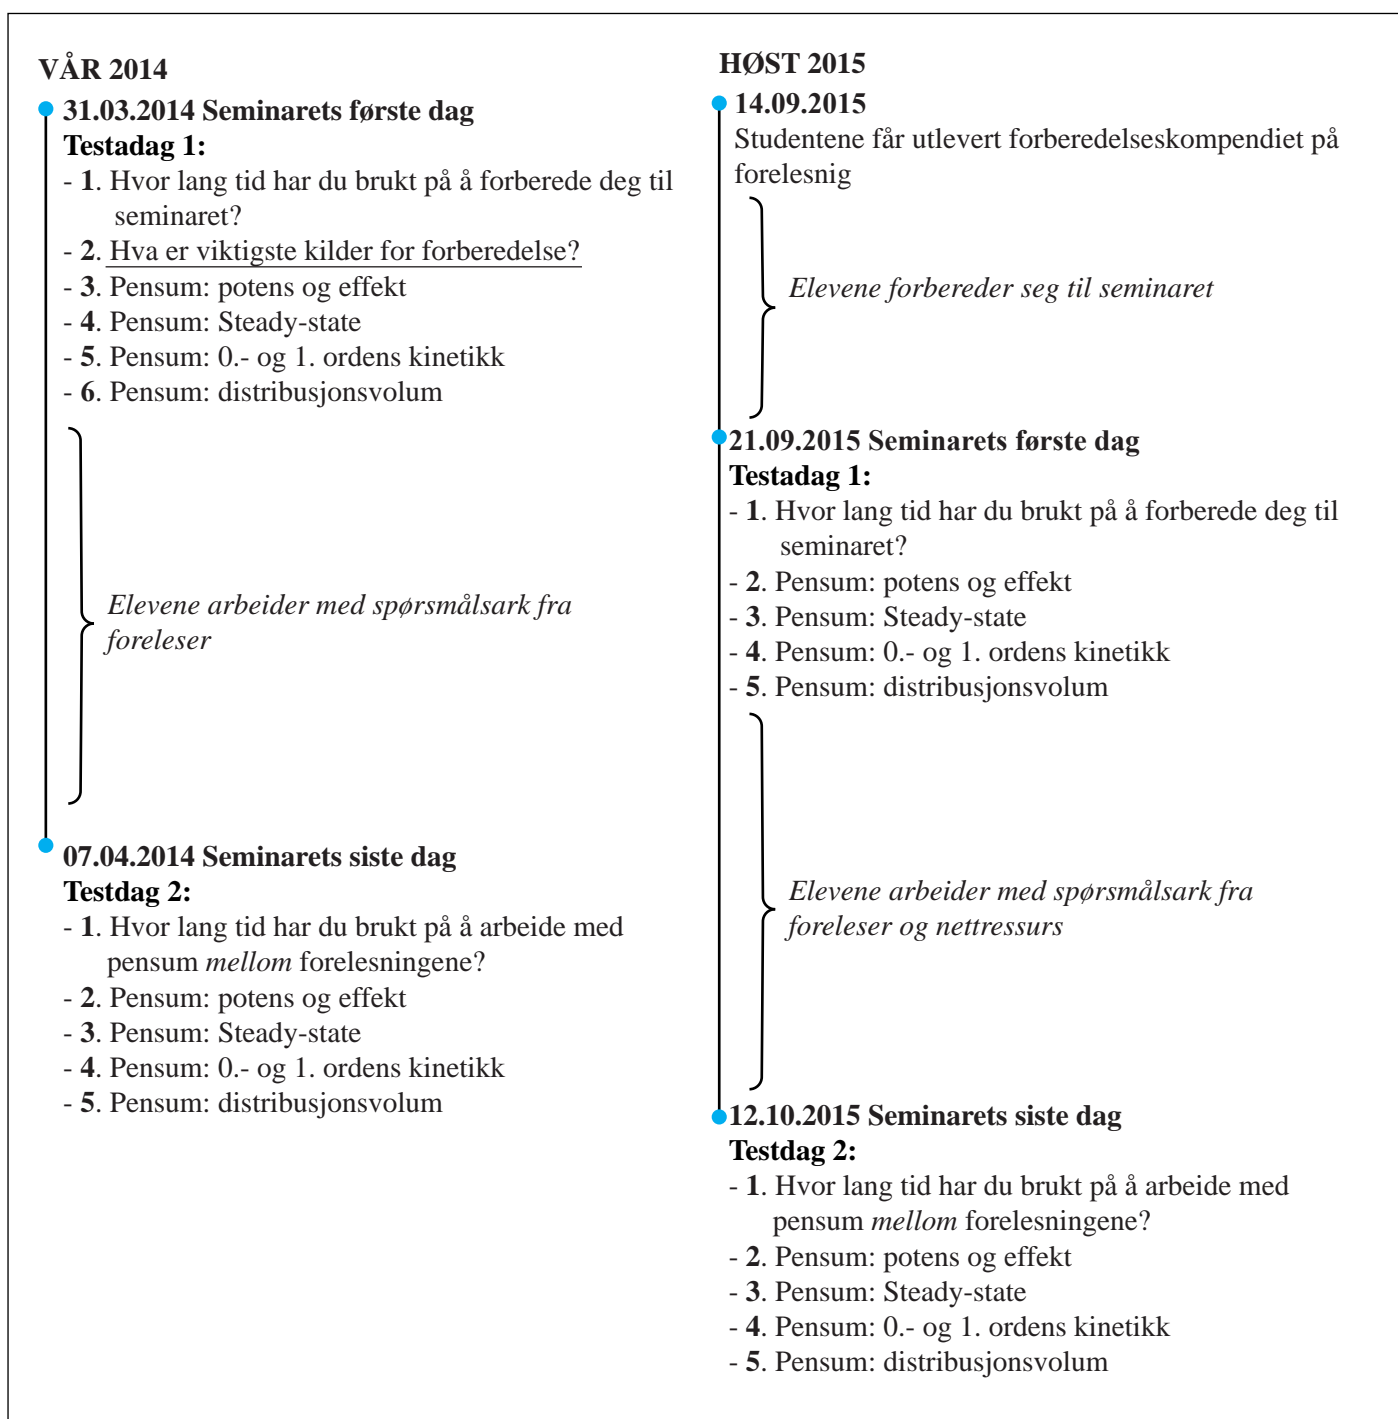 VÅR 2014
31.03.2014 Seminarets første dag
Testadag 1:
- 1. Hvor lang tid har du brukt på å forberede deg til
seminaret?
- 2. Hva er viktigste kilder for forberedelse?
- 3. Pensum: potens og effekt
- 4. Pensum: Steady-state
- 5. Pensum: 0.- og 1. ordens kinetikk
- 6. Pensum: distribusjonsvolum
Elevene arbeider med spørsmålsark fra
foreleser
07.04.2014 Seminarets siste dag
Testdag 2:
- 1. Hvor lang tid har du brukt på å arbeide med
pensum mellom forelesningene?
- 2. Pensum: potens og effekt
- 3. Pensum: Steady-state
- 4. Pensum: 0.- og 1. ordens kinetikk
- 5. Pensum: distribusjonsvolum
HØST 2015
14.09.2015
Studentene får utlevert forberedelseskompendiet på
forelesnig
Elevene forbereder seg til seminaret
21.09.2015 Seminarets første dag
Testadag 1:
- 1. Hvor lang tid har du brukt på å forberede deg til
seminaret?
- 2. Pensum: potens og effekt
- 3. Pensum: Steady-state
- 4. Pensum: 0.- og 1. ordens kinetikk
- 5. Pensum: distribusjonsvolum
Elevene arbeider med spørsmålsark fra
foreleser og nettressurs
12.10.2015 Seminarets siste dag
Testdag 2:
- 1. Hvor lang tid har du brukt på å arbeide med
pensum mellom forelesningene?
- 2. Pensum: potens og effekt
- 3. Pensum: Steady-state
- 4. Pensum: 0.- og 1. ordens kinetikk
- 5. Pensum: distribusjonsvolum